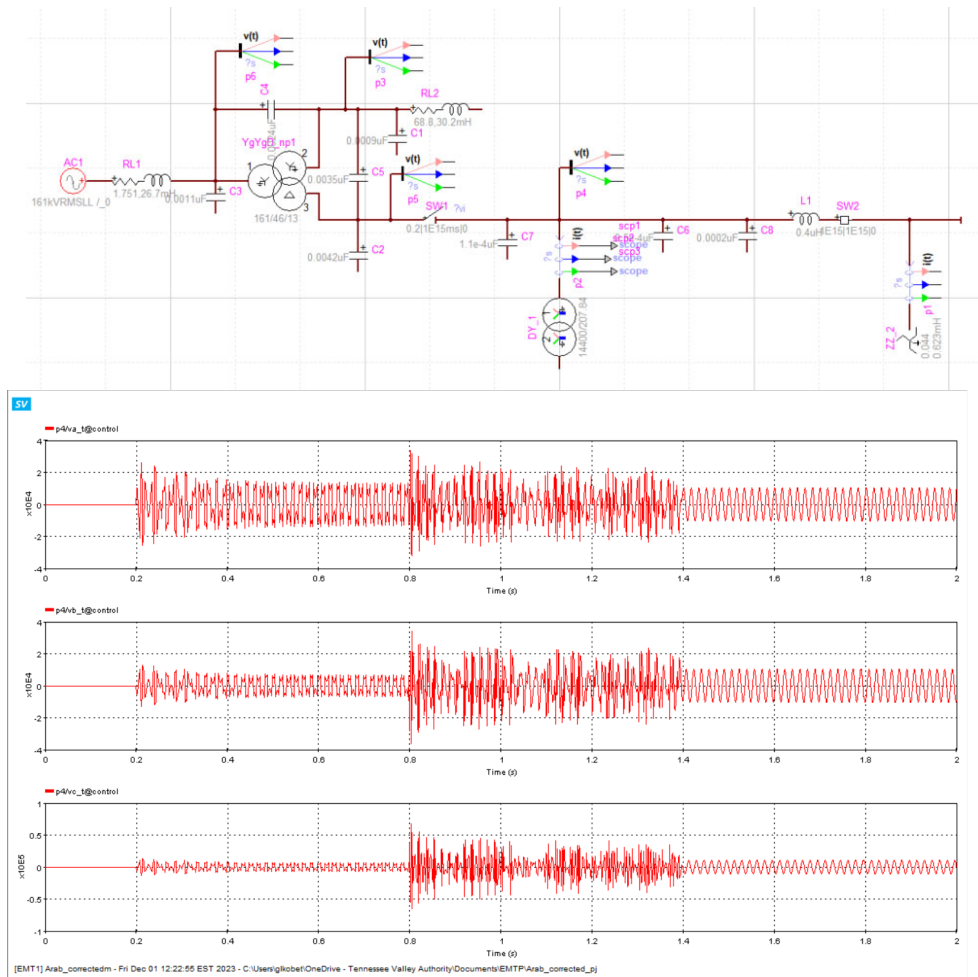 v(t)
?s
p6
v(t)
?s
p3
C4
RL2
68.8,30.2mH
C1
0.0009uF
AC1
161kVRMSLL /_0
RL1
1.751,26.7mH
0.0011uF
C3
1
2
3
161/46/13
0.0035uF
C5
v(t)
?s
p5
SW1
?vi
0.2|1E15ms|0
v(t)
?s
p4
0.0042uF
C2
1.1e-4uF
C7
i(t)
?s
p2
scp1
scope
scp2
scope
scp3
scope
C6
0.0002uF
C8
L1
0.4uH
SW2
1E15|1E15|0
i(t)
?s
p1
DY_1
1
2
14400/207.84
ZZ_2
0.044
0.623mH
SV
p4/va_t@control
4
2
0
-2
-4
x10E4
0 0.2 0.4 0.6 0.8 1 1.2 1.4 1.6 1.8 2
Time (s)
p4/vb_t@control
4
2
0
-2
-4
x10E4
0 0.2 0.4 0.6 0.8 1 1.2 1.4 1.6 1.8 2
Time (s)
p4/vc_t@control
1
0.5
0
-0.5
-1
x10E5
0 0.2 0.4 0.6 0.8 1 1.2 1.4 1.6 1.8 2
Time (s)
[EMT1] Arab_correctedm - Fri Dec 01 12:22:55 EST 2023 - C:\Users\glkobet\OneDrive - Tennessee Valley Authority\Documents\EMTP\Arab_corrected_pj